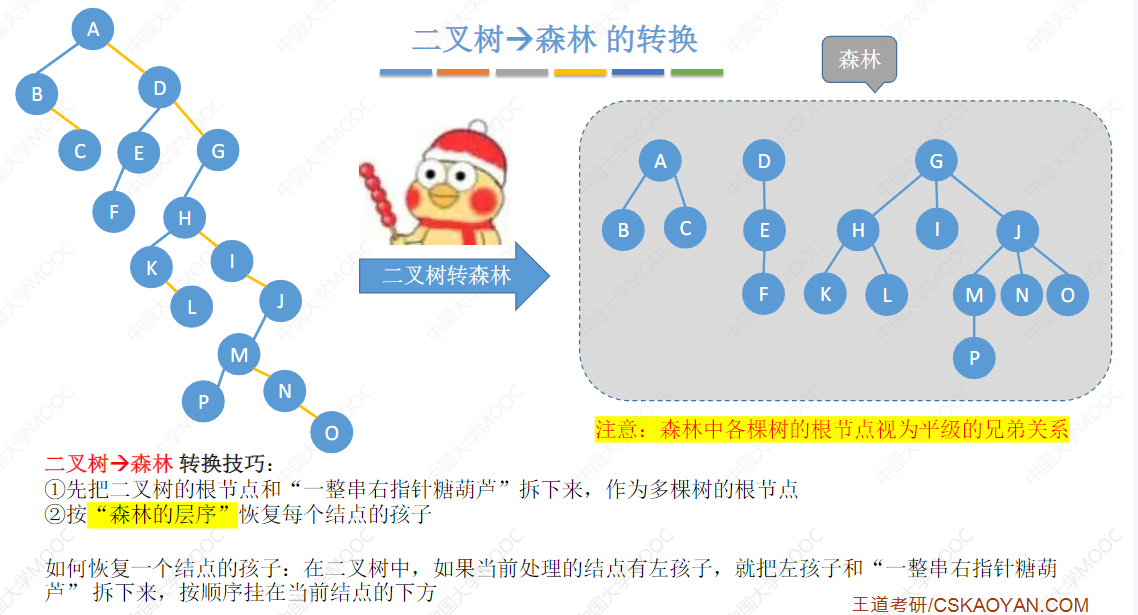 二叉树→森林 的转换
森林
A
B
D
C
E
G
F
H
K
I
L
J
M
P
N
O
二叉树转森林
A
D
G
B
C
E
H
I
J
F
K
L
M
N
O
P
注意：森林中各棵树的根节点视为平级的兄弟关系
二叉树→森林 转换技巧：
①先把二叉树的根节点和“一整串右指针糖葫芦”拆下来，作为多棵树的根节点
②按“森林的层序”恢复每个结点的孩子
如何恢复一个结点的孩子：在二叉树中，如果当前处理的结点有左孩子，就把左孩子和“一整串右指针糖葫
芦” 拆下来，按顺序挂在当前结点的下方
王道考研/CSKAOYAN.COM
中国大学MOOC